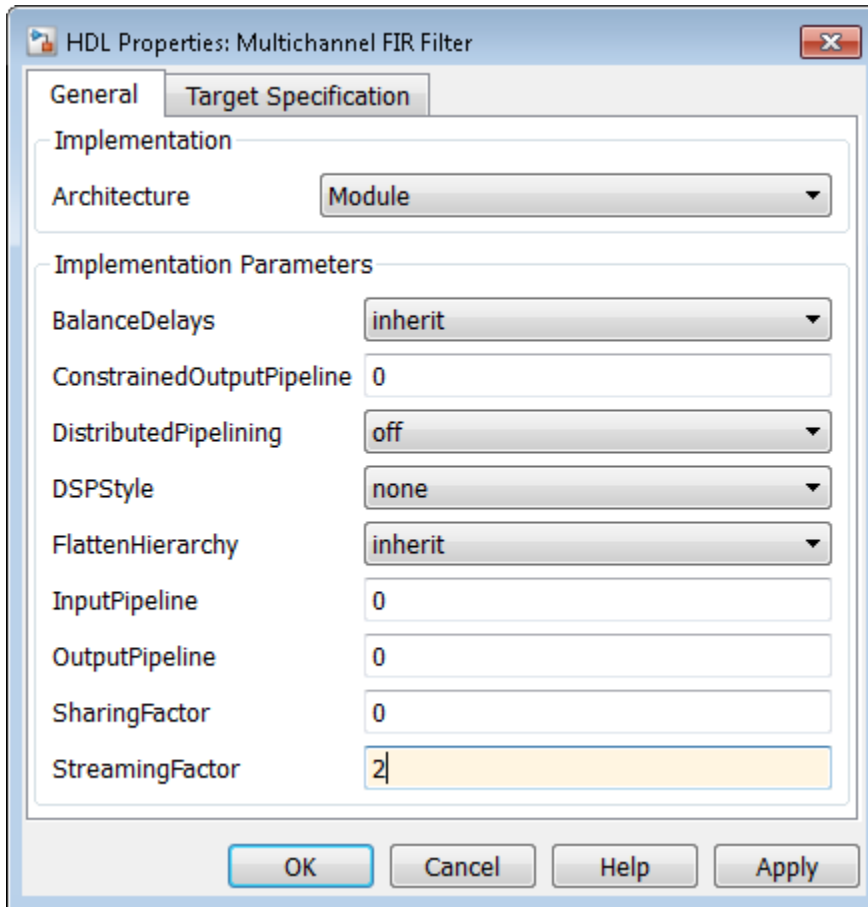 HDL Properties: Multichannel FIR Filter
General Target Specification
Implementation
Architecture Module
Implementation Parameters
BalanceDelays inherit
ConstrainedOutputPipeline 0
DistributedPipelining off
DSPStyle none
FlattenHierarchy inherit
InputPipeline 0
OutputPipeline 0
SharingFactor 0
StreamingFactor 2
OK Cancel Help Apply